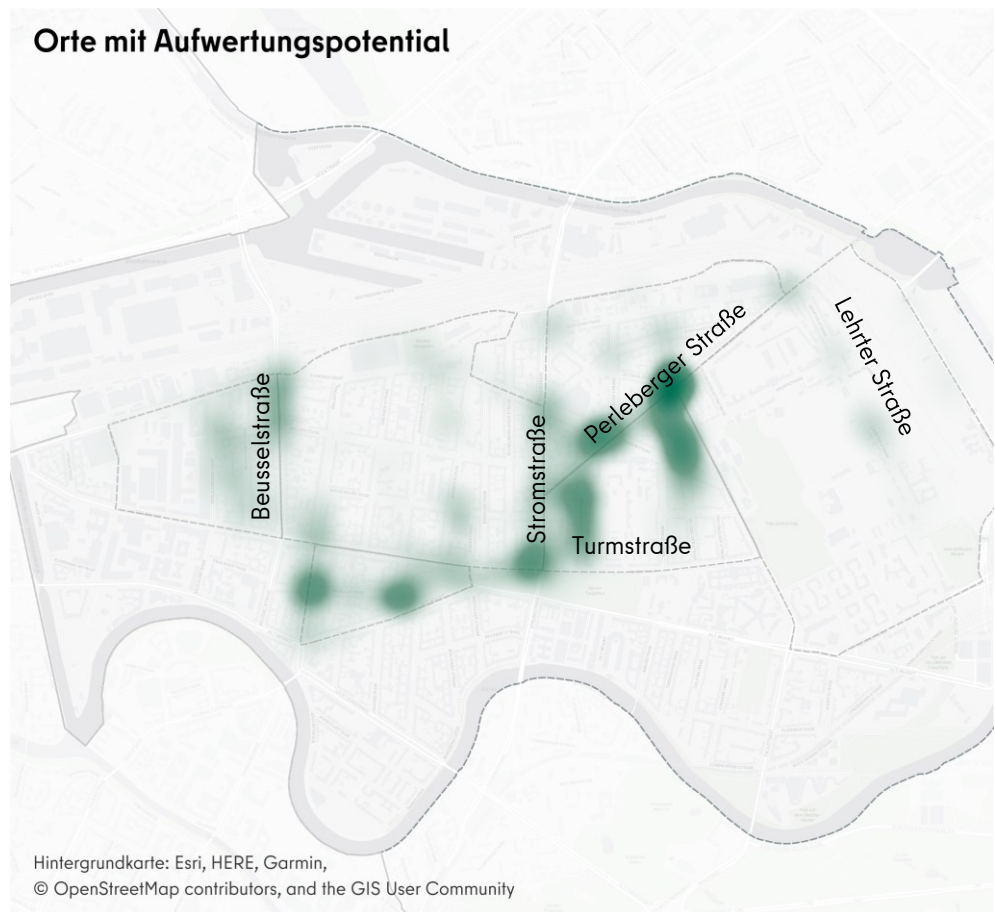 Orte mit Aufwertungspotential
Lehrter Straße
Perleberger Straße
Beusselstraße
Stromstraße
Turmstraße
Hintergrundkarte: Esri, HERE, Garmin,
© OpenStreetMap contributors, and the GIS User Community